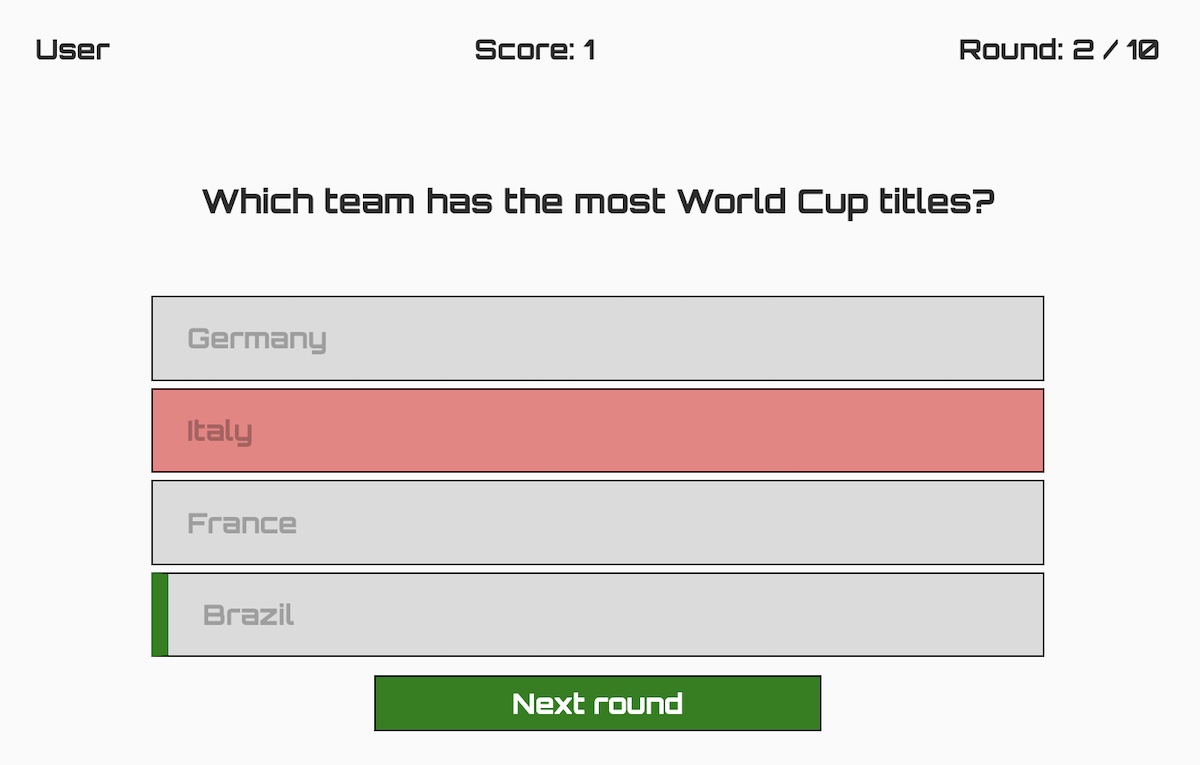 User
Score: 1
Round: 2 / 10
Which team has the most World Cup titles?
Germany
Italy
France
Brazil
Next round